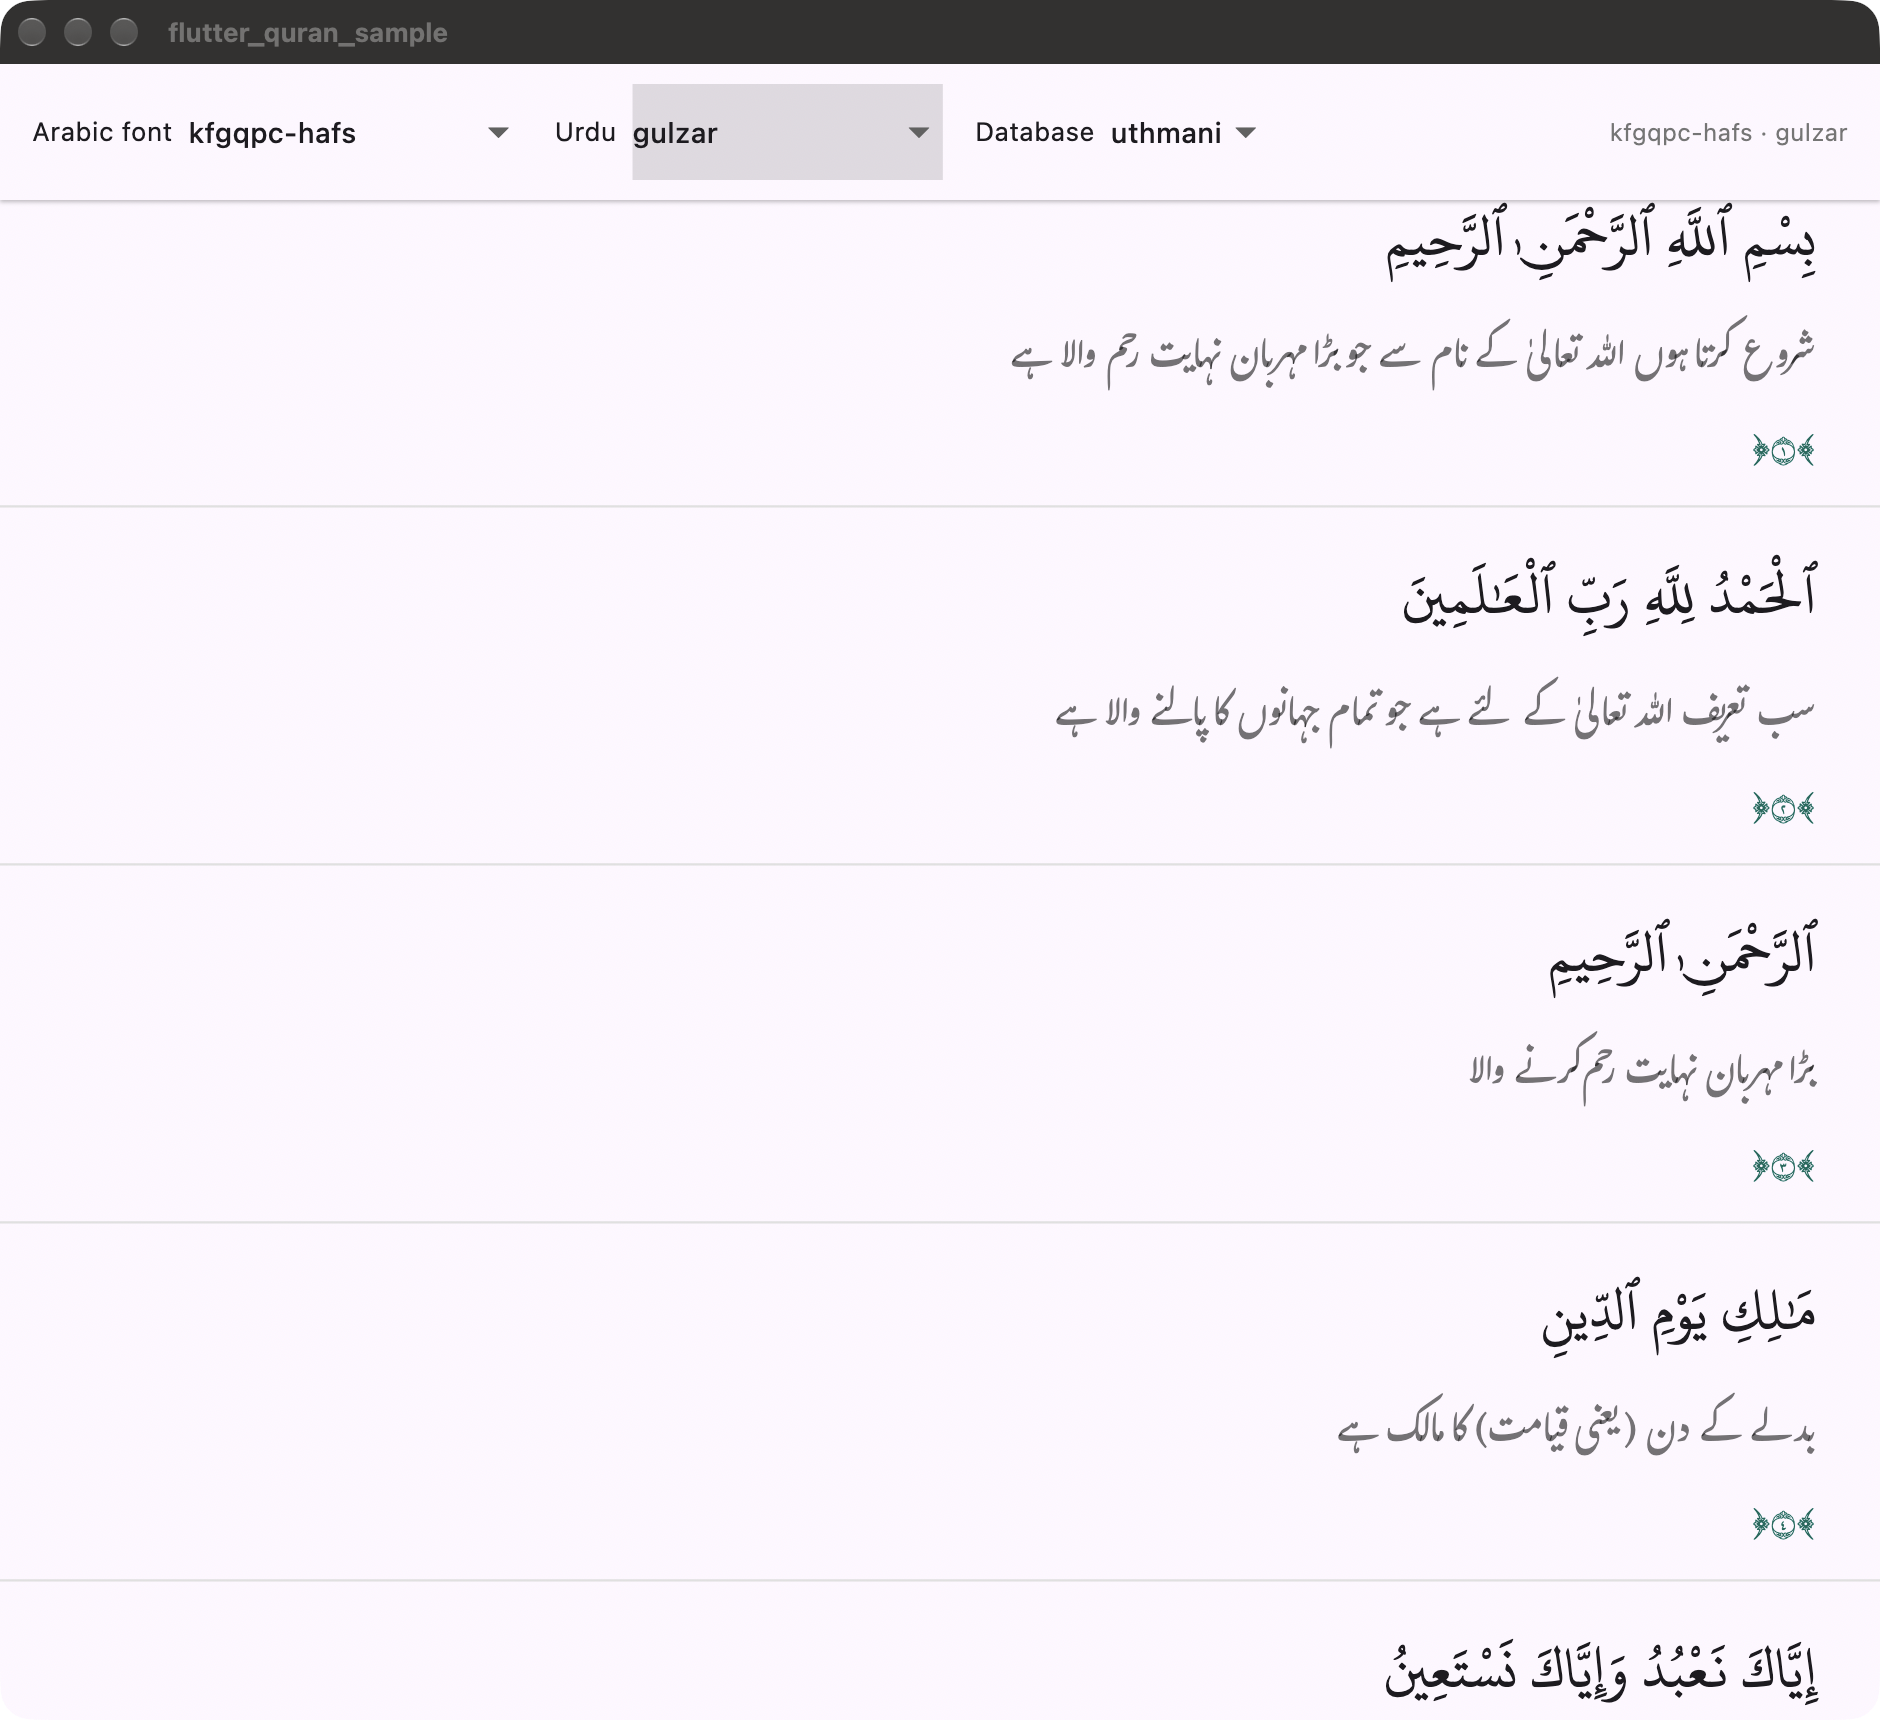 flutter_quran_sample
Arabic font kfgqpc-hafs Urdu gulzar Database uthmani kfgqpc-hafs · gulzar
بِسْمِ ٱللَّهِ ٱلرَّحْمَنِٰ ٱلرَّحِيمِ
شروع کرتا ہوں اللہ تعالیٰ کے نام سے جو بڑا مہربان نہایت رحم والا ہے
﴿١﴾
ٱلْحَمْدُ لِلَّهِ رَبِّ ٱلْعَـٰلَمِينَ
سب تعریف اللہ تعالیٰ کے لئے ہے جو تمام جہانوں کا پالنے والا ہے
﴿٢﴾
ٱلرَّحْمَنِٰ ٱلرَّحِيمِ
بڑا مہربان نہایت رحم کرنے والا
﴿٣﴾
مَـٰلِكِ يَوْمِ ٱلدِّينِ
بدلے کے دن (یعنی قیامت) کا مالک ہے
﴿٤﴾
إِيَّاكَ نَعْبُدُ وَإِيَّاكَ نَسْتَعِينُ